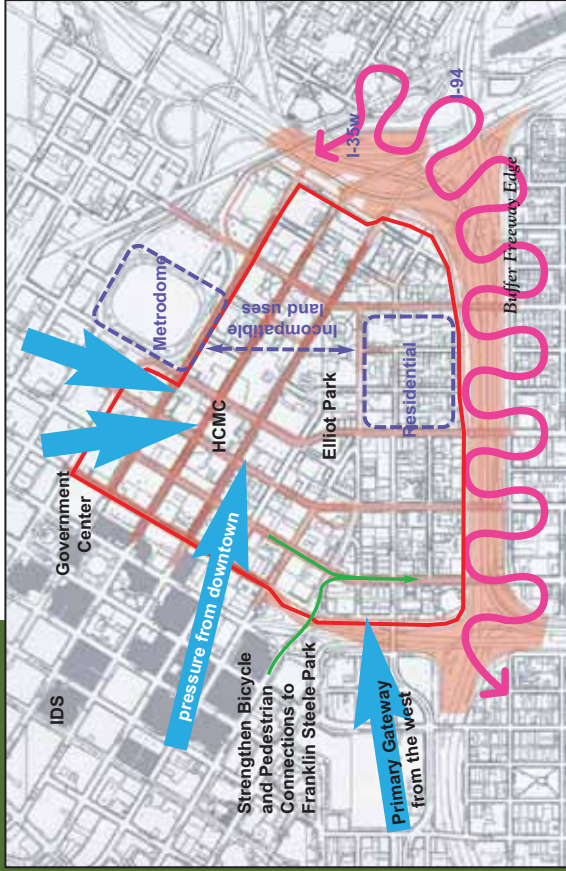 IDS
Government
Center
Metrodome
pressure from downtown
HCMC
Incompatible
land uses
Strengthen Bicycle
and Pedestrian
Connections to
Franklin Steele Park
Elliot Park
I-35w
Residential
Primary Gateway
from the west
I-94
Buffer Freeway Edge